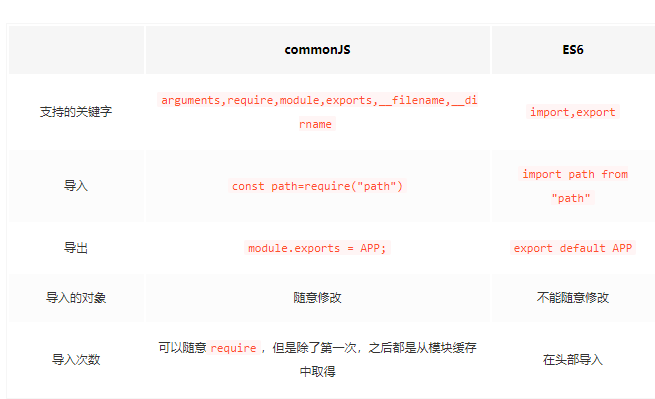 commonJS ES6
支持的关键字 arguments,require,module,exports,__filename,__di
rname import,export
导入 const path=require("path") import path from
"path"
导出 module.exports = APP; export default APP
导入的对象 随意修改 不能随意修改
导入次数 可以随意 require ，但是除了第一次，之后都是从模块缓存
中取得 在头部导入